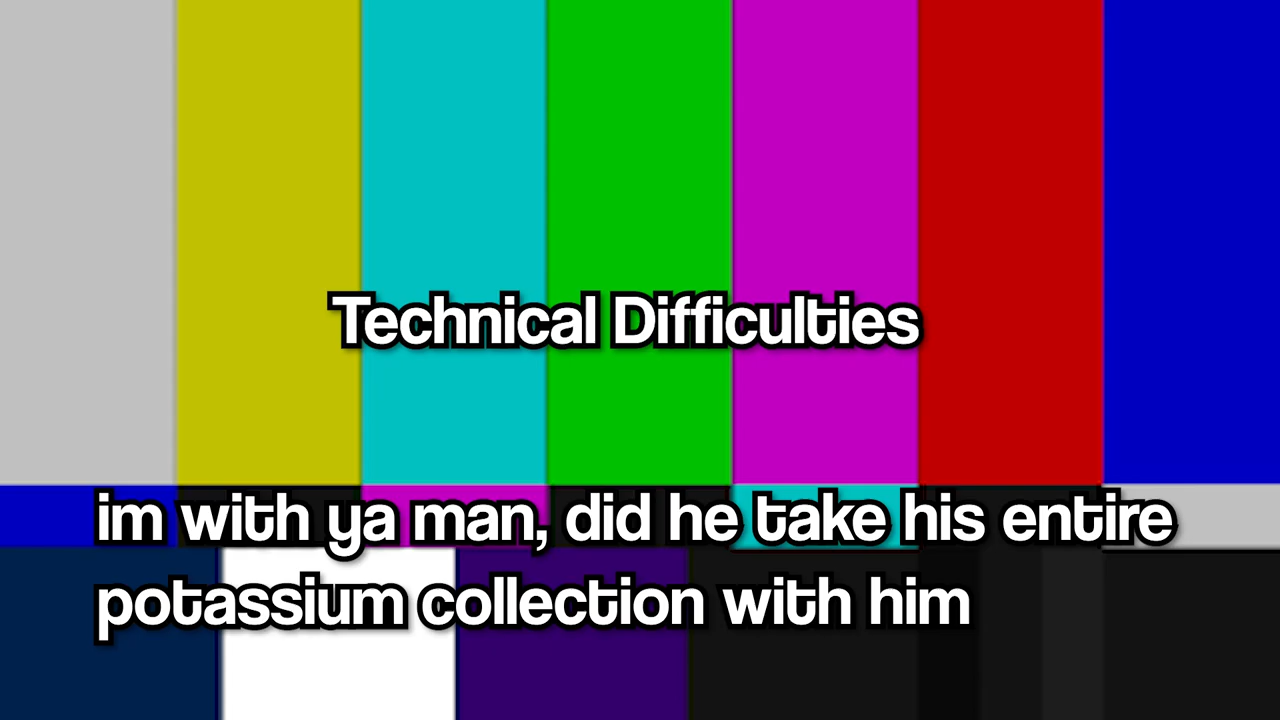 Technical Difficulties
im with ya man, did he take his entire
potassium collection with him